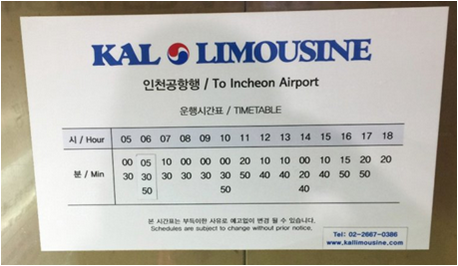 KAL LIMOUSINE
인천공항행 / To Incheon Airport
운행시간표 / TIMETABLE
시 / Hour 05 06 07 08 09 10 11 12 13 14 15 16 17 18
00 05 10 00 00 00 20 10 10 00 10 15 20 20
분 / Min 30 30 30 30 30 30 50 40 40 20 40 50 50
50 50 40
본 시간표는 부득이한 사유로 예고없이 변경 될 수 있습니다.
Schedules are subject to change without prior notice.
Tel: 02-2667-0386
www.kallimousine.com